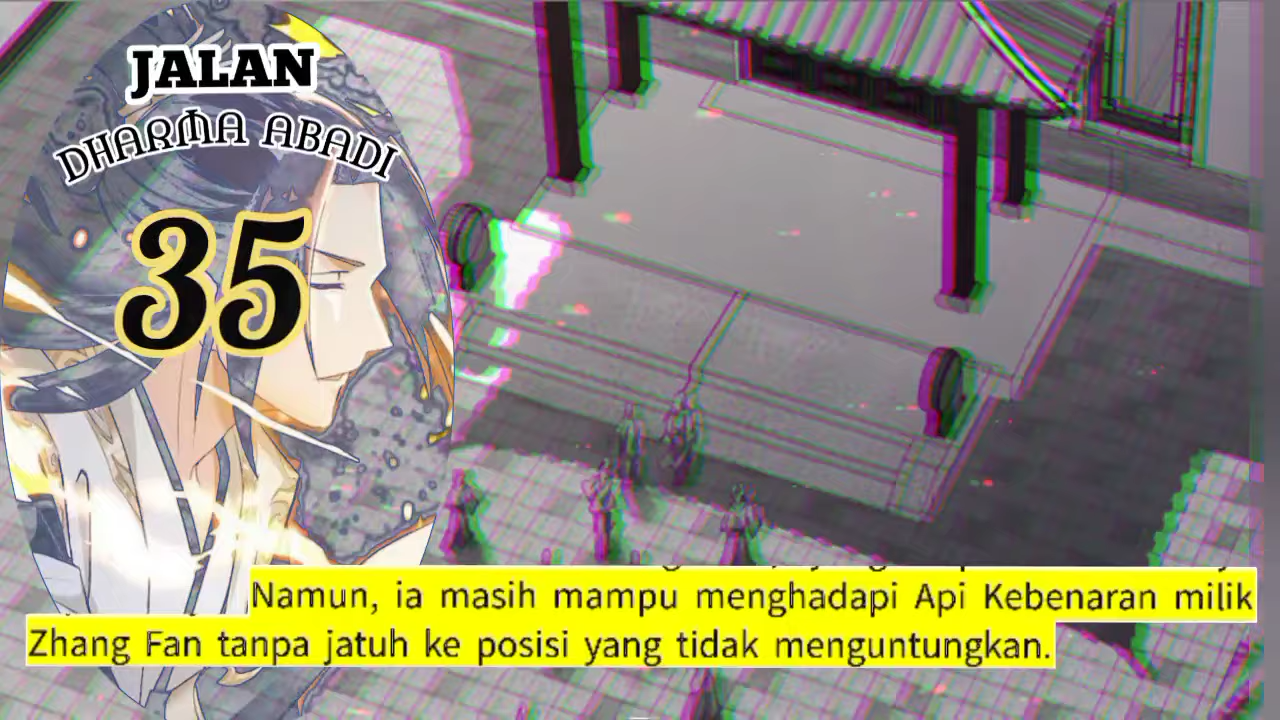 JALAN
DHARMA ABADI
35
Namun, ia masih mampu menghadapi Api Kebenaran milik
Zhang Fan tanpa jatuh ke posisi yang tidak menguntungkan.